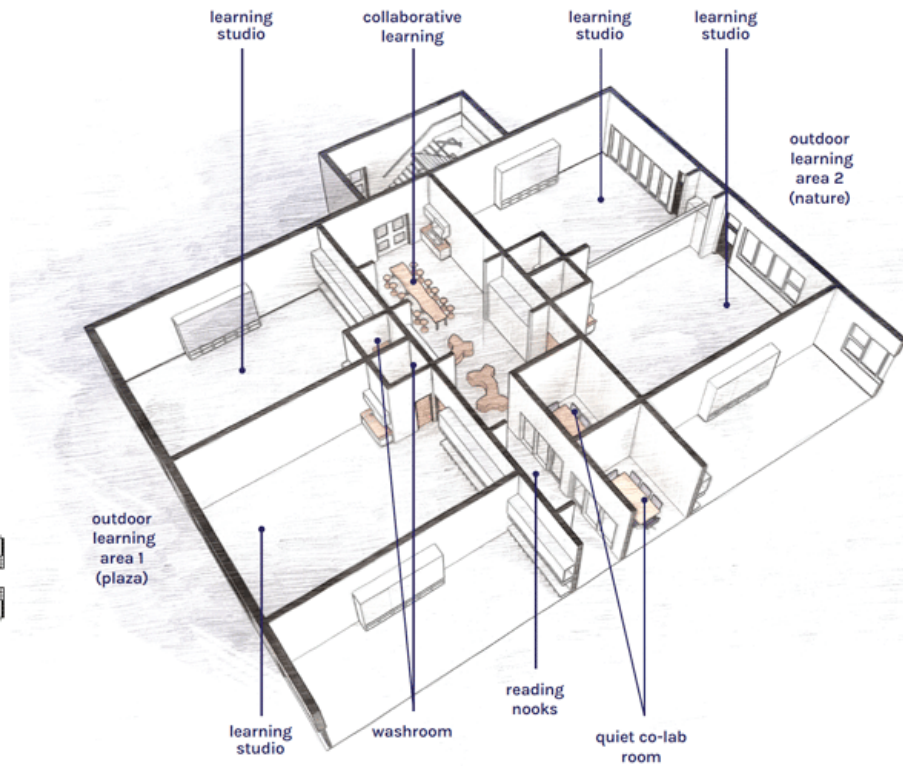 learning
studio
collaborative
learning
learning
studio
learning
studio
outdoor
learning
area 2
(nature)
outdoor
learning
area 1
(plaza)
learning
studio
washroom
reading
nooks
quiet co-lab
room